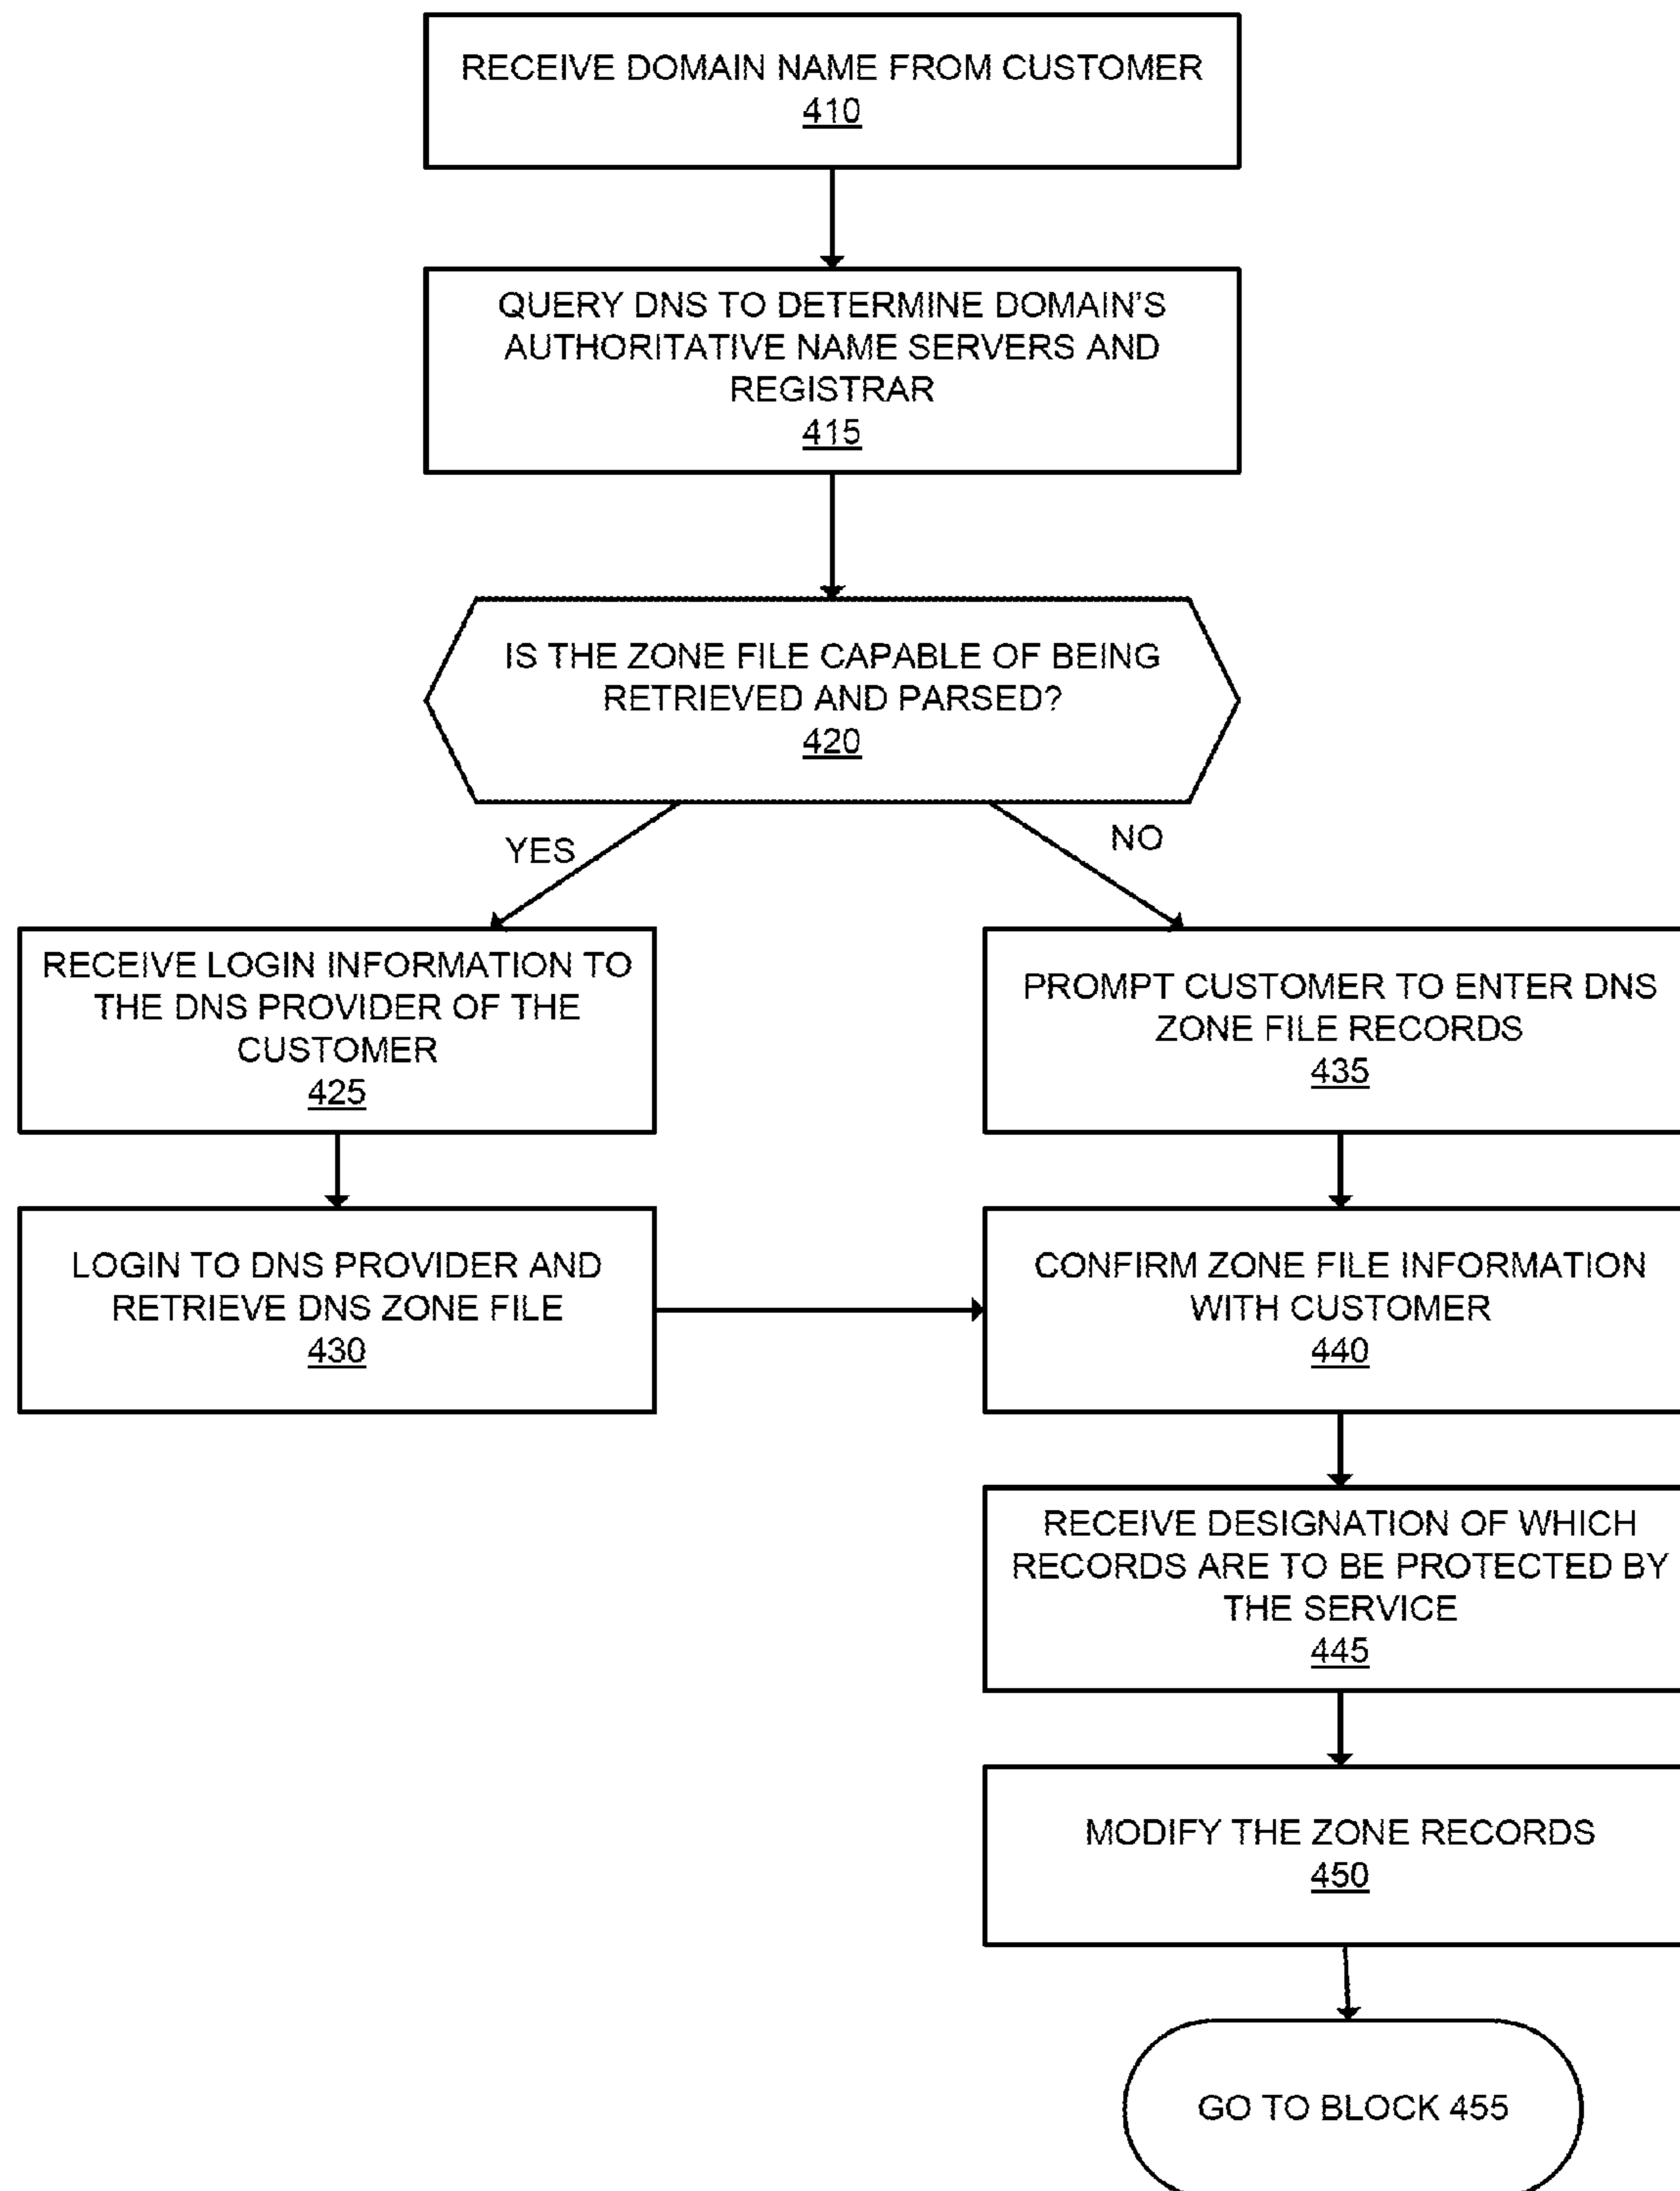 RECEIVE DOMAIN NAME FROM CUSTOMER
410
QUERY DNS TO DETERMINE DOMAIN'S
AUTHORITATIVE NAME SERVERS AND
REGISTRAR
415
IS THE ZONE FILE CAPABLE OF BEING
RETRIEVED AND PARSED?
420
YES
NO
RECEIVE LOGIN INFORMATION TO
THE DNS PROVIDER OF THE
CUSTOMER
425
PROMPT CUSTOMER TO ENTER DNS
ZONE FILE RECORDS
435
LOGIN TO DNS PROVIDER AND
RETRIEVE DNS ZONE FILE
430
CONFIRM ZONE FILE INFORMATION
WITH CUSTOMER
440
RECEIVE DESIGNATION OF WHICH
RECORDS ARE TO BE PROTECTED BY
THE SERVICE
445
MODIFY THE ZONE RECORDS
450
GO TO BLOCK 455